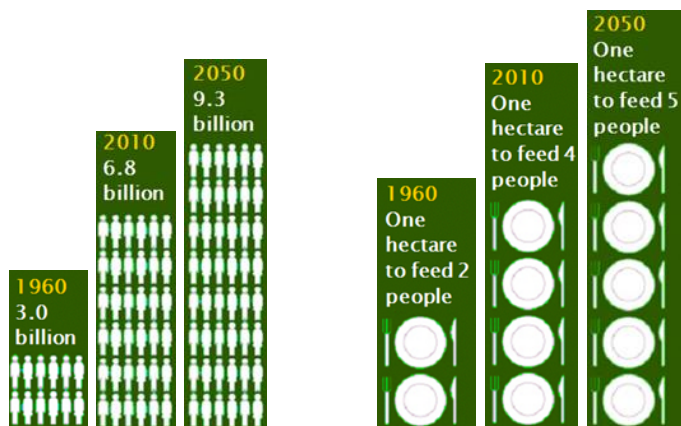 1960
3.0
billion
2010
6.8
billion
2050
9.3
billion
1960
One
hectare
to feed 2
people
2010
One
hectare
to feed 4
people
2050
One
hectare
to feed 5
people